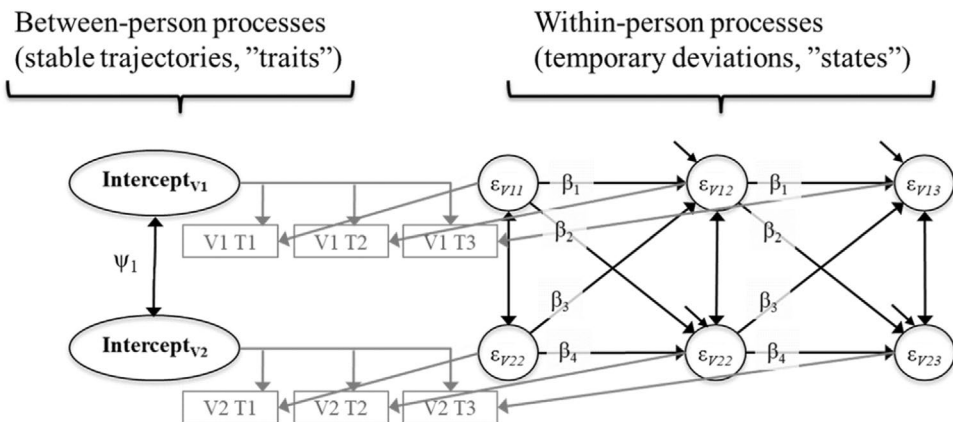 Between-person processes
(stable trajectories, ”traits”)
Within-person processes
(temporary deviations, ”states”)
Intercept_V1
ε_V11
β₁
ε_V12
β₁
ε_V13
V1 T1
V1 T2
V1 T3
β₂
β₂
ψ₁
β₃
β₃
Intercept_V2
ε_V22
β₄
ε_V22
β₄
ε_V23
V2 T1
V2 T2
V2 T3